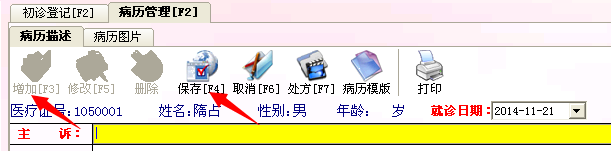 初诊登记[F2] 病历管理[F2]
病历描述 病历图片
增加[F3] 修改[F5] 删除 保存[F4] 取消[F6] 处方[F7] 病历模版 打印
医疗证号:1050001 姓名:隋占 性别:男 年龄: 岁 就诊日期:2014-11-21
主 诉: